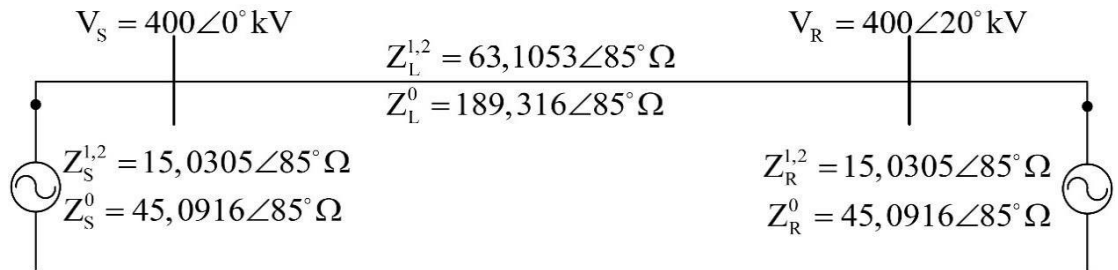 V_S = 400∠0° kV
V_R = 400∠20° kV
Z_L^{1,2} = 63,1053∠85° Ω
Z_L^0 = 189,316∠85° Ω
Z_S^{1,2} = 15,0305∠85° Ω
Z_S^0 = 45,0916∠85° Ω
Z_R^{1,2} = 15,0305∠85° Ω
Z_R^0 = 45,0916∠85° Ω